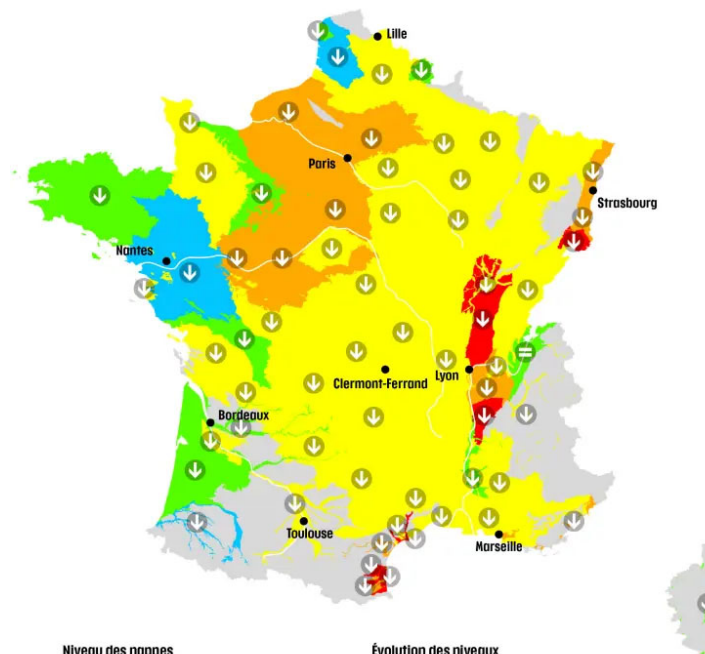 Lille
Paris
Strasbourg
Nantes
Lyon
Clermont-Ferrand
Bordeaux
Toulouse
Marseille
Niveau des nappes
Évolution des niveaux